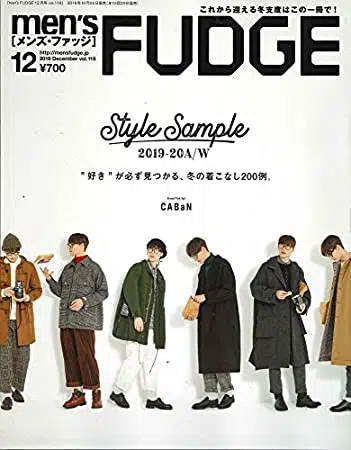 これから迎える冬支度はこの一冊で!
men's
[メンズ・ファッジ]
FUDGE
12
http://mensfudge.jp
2019 December vol.118
¥700
Style Sample
2019-20A/W
"好き"が必ず見つかる、冬の着こなし200例。
CABaN